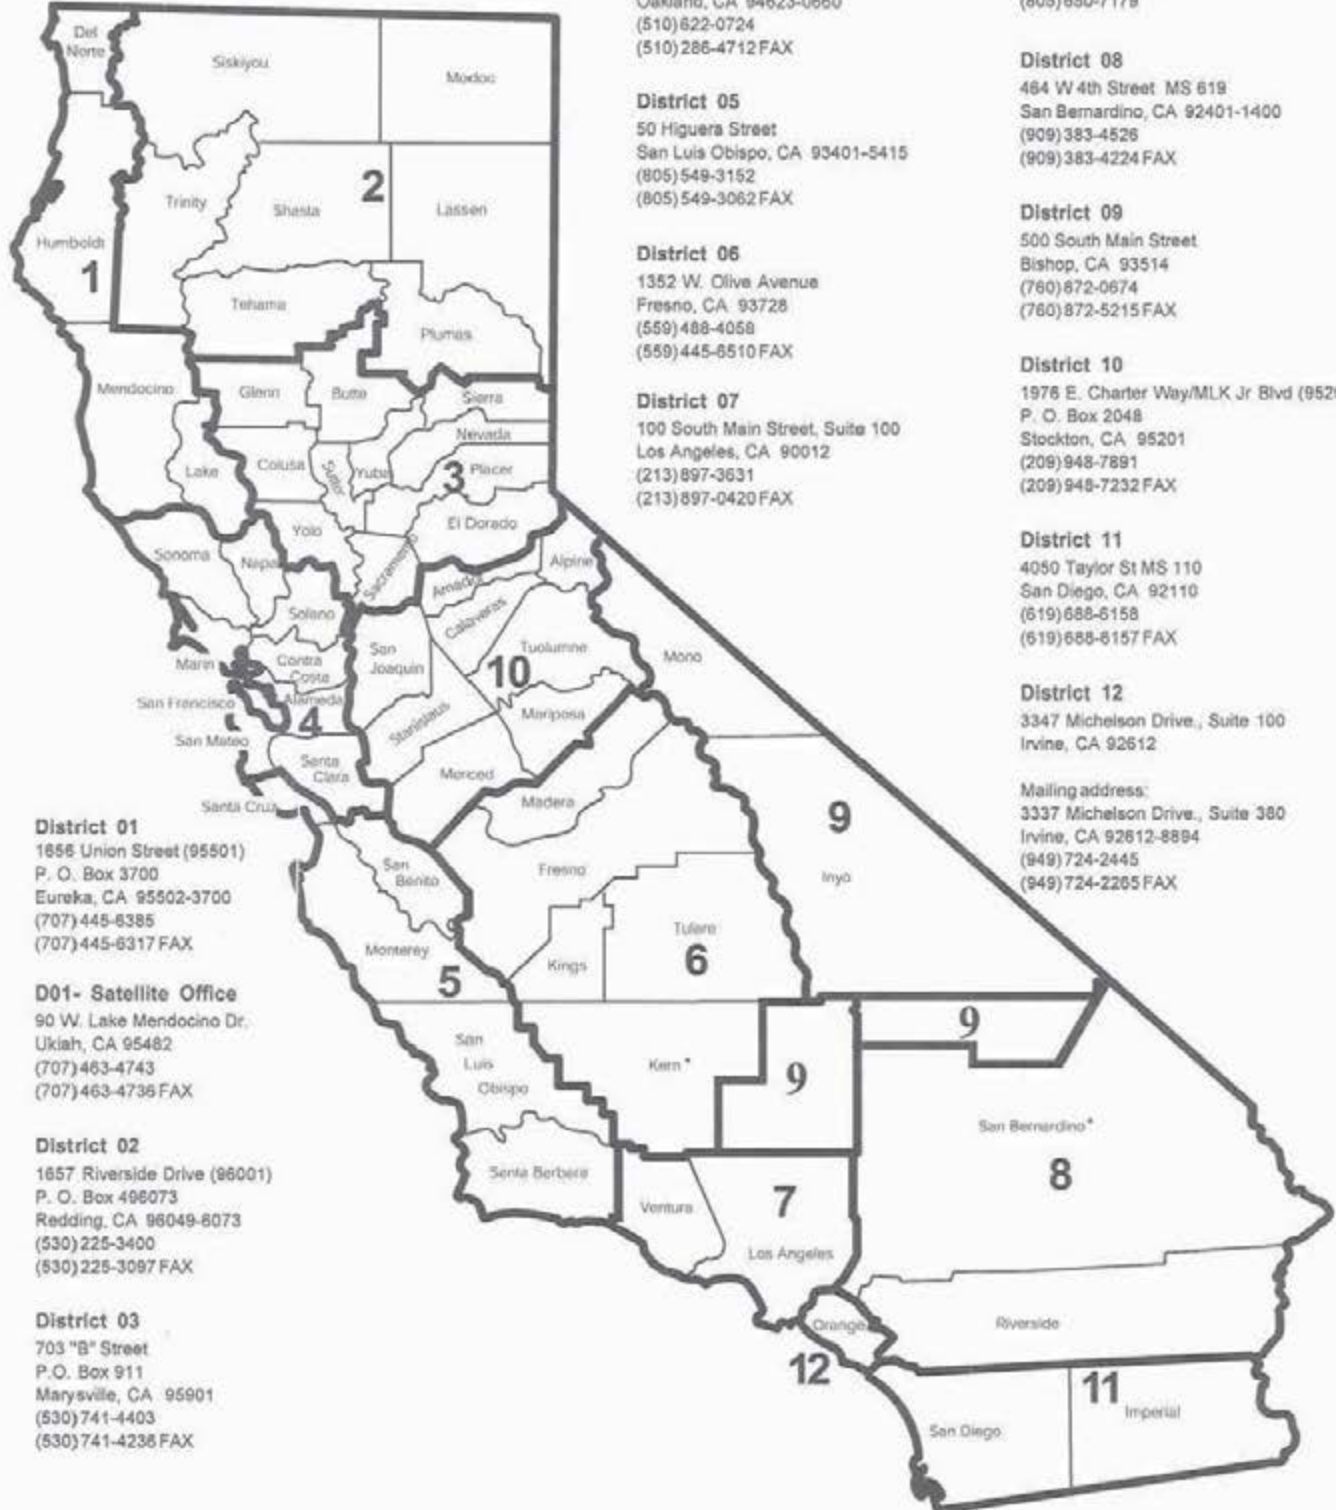 Oakland, CA 94623-0660
(510)622-0724
(510)286-4712 FAX
District 05
50 Higuera Street
San Luis Obispo, CA 93401-5415
(805)549-3152
(805)549-3062 FAX
District 06
1352 W. Olive Avenue
Fresno, CA 93728
(559)488-4058
(559)445-6510 FAX
District 07
100 South Main Street, Suite 100
Los Angeles, CA 90012
(213)897-3631
(213)897-0420 FAX
(805)650-7179
District 08
464 W 4th Street MS 619
San Bernardino, CA 92401-1400
(909)383-4526
(909)383-4224 FAX
District 09
500 South Main Street
Bishop, CA 93514
(760)872-0674
(760)872-5215 FAX
District 10
1976 E. Charter Way/MLK Jr Blvd
P. O. Box 2048
Stockton, CA 95201
(209)948-7891
(209)948-7232 FAX
District 11
4050 Taylor St MS 110
San Diego, CA 92110
(619)688-6158
(619)688-6157 FAX
District 12
3347 Michelson Drive., Suite 100
Irvine, CA 92612
Mailing address:
3337 Michelson Drive., Suite 380
Irvine, CA 92612-8894
(949)724-2445
(949)724-2265 FAX
Del
Norte
Siskiyou
Modoc
Trinity
Shasta
2
Lassen
Humboldt
1
Tehama
Plumas
Mendocino
Glenn
Butte
Sierra
Nevada
Lake
Colusa
Sutter
Yuba
3
Placer
Yolo
El Dorado
Sonoma
Napa
Sacramento
Amador
Alpine
Solano
Calaveras
Marin
Contra
Costa
San
Joaquin
Tuolumne
Mono
10
San Francisco
Alameda
4
Stanislaus
Mariposa
San Mateo
Santa
Clara
Merced
Santa Cruz
Madera
9
San
Benito
Fresno
Inyo
Monterey
5
Kings
Tulare
6
San
Luis
Obispo
Kern*
9
9
San Bernardino*
8
Santa Barbara
Ventura
7
Los Angeles
Orange
12
Riverside
11
San Diego
Imperial
District 01
1656 Union Street (95501)
P. O. Box 3700
Eureka, CA 95502-3700
(707)445-6385
(707)445-6317 FAX
D01- Satellite Office
90 W. Lake Mendocino Dr.
Ukiah, CA 95482
(707)463-4743
(707)463-4736 FAX
District 02
1657 Riverside Drive (96001)
P. O. Box 496073
Redding, CA 96049-6073
(530)225-3400
(530)225-3097 FAX
District 03
703 "B" Street
P.O. Box 911
Marysville, CA 95901
(530)741-4403
(530)741-4236 FAX